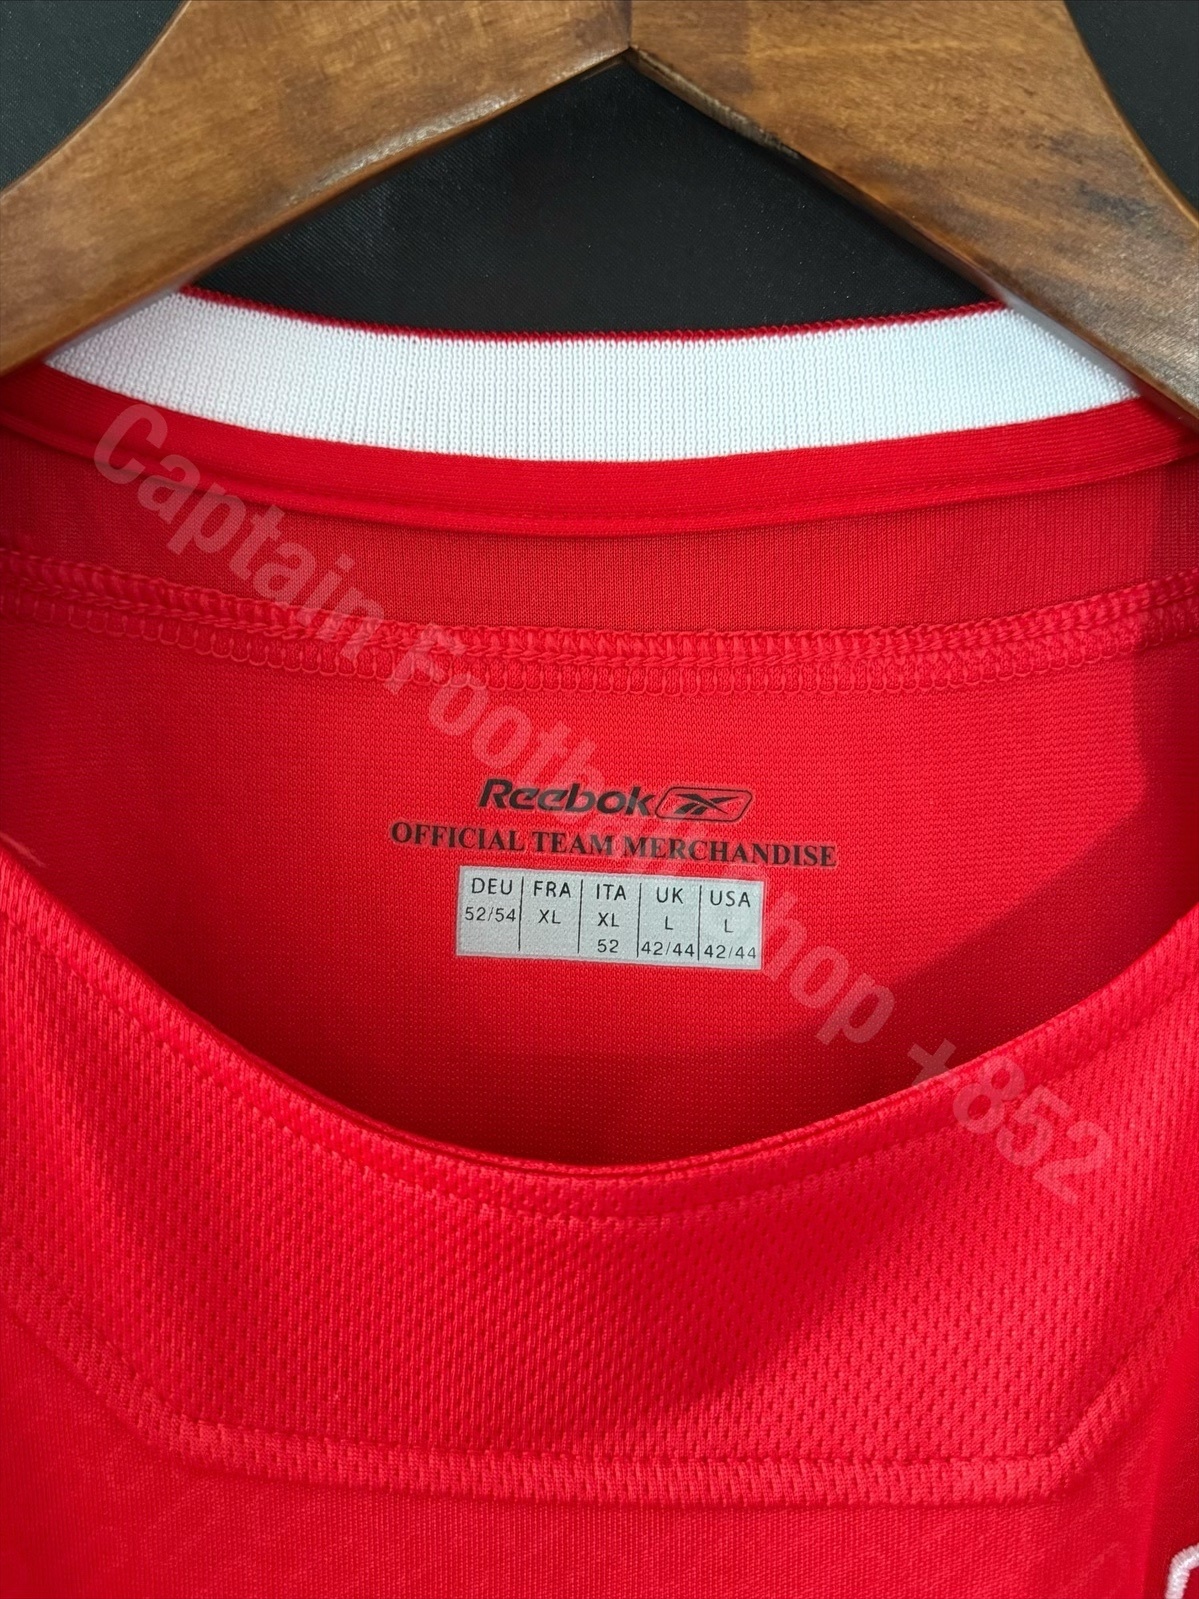 Reebok
OFFICIAL TEAM MERCHANDISE
DEU FRA ITA UK USA
52/54 XL XL L L
52 42/44 42/44
Captain Football Shop +852